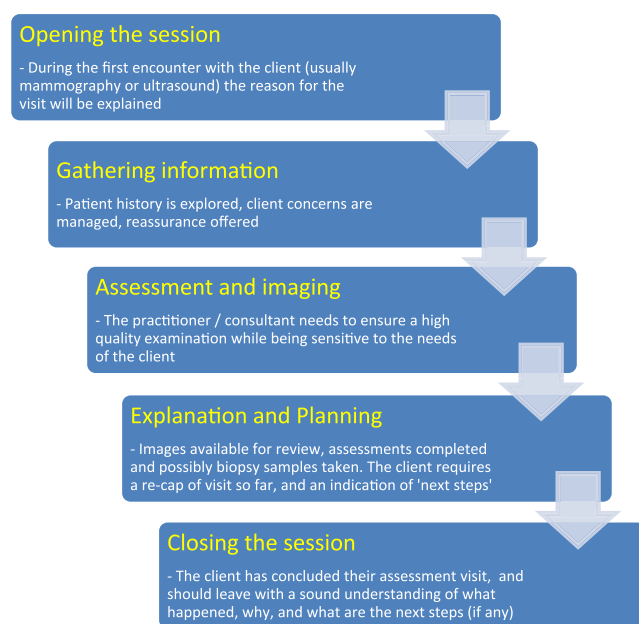 Opening the session
- During the first encounter with the client (usually
mammography or ultrasound) the reason for the
visit will be explained
Gathering information
- Patient history is explored, client concerns are
managed, reassurance offered
Assessment and imaging
- The practitioner / consultant needs to ensure a high
quality examination while being sensitive to the needs
of the client
Explanation and Planning
- Images available for review, assessments completed
and possibly biopsy samples taken. The client requires
a re-cap of visit so far, and an indication of 'next steps'
Closing the session
- The client has concluded their assessment visit, and
should leave with a sound understanding of what
happened, why, and what are the next steps (if any)